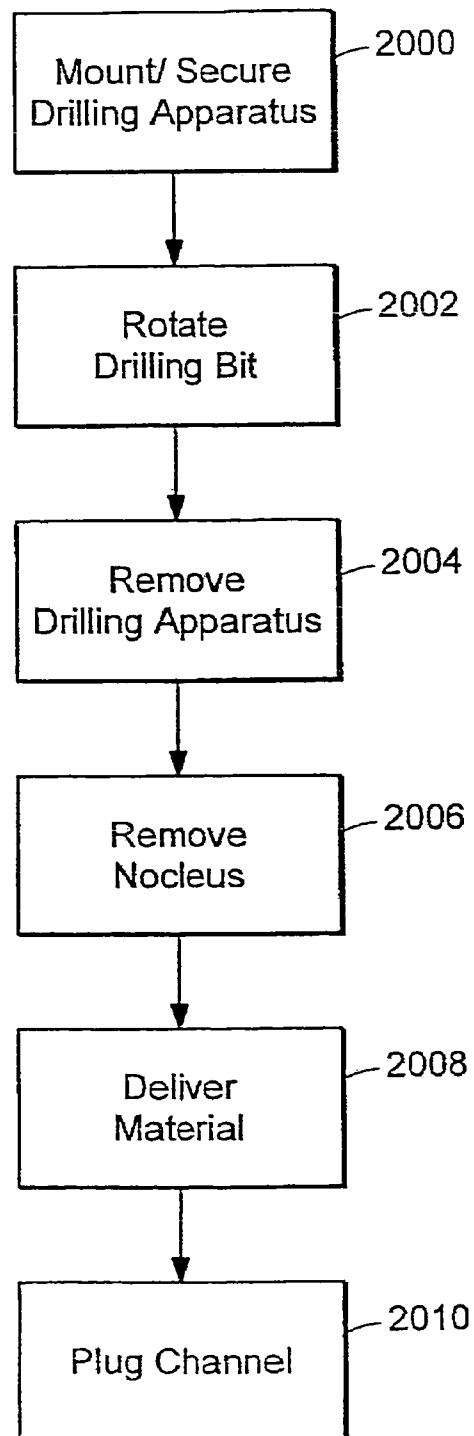 Mount/ Secure
Drilling Apparatus
2000
Rotate
Drilling Bit
2002
Remove
Drilling Apparatus
2004
Remove
Nocleus
2006
Deliver
Material
2008
Plug Channel
2010